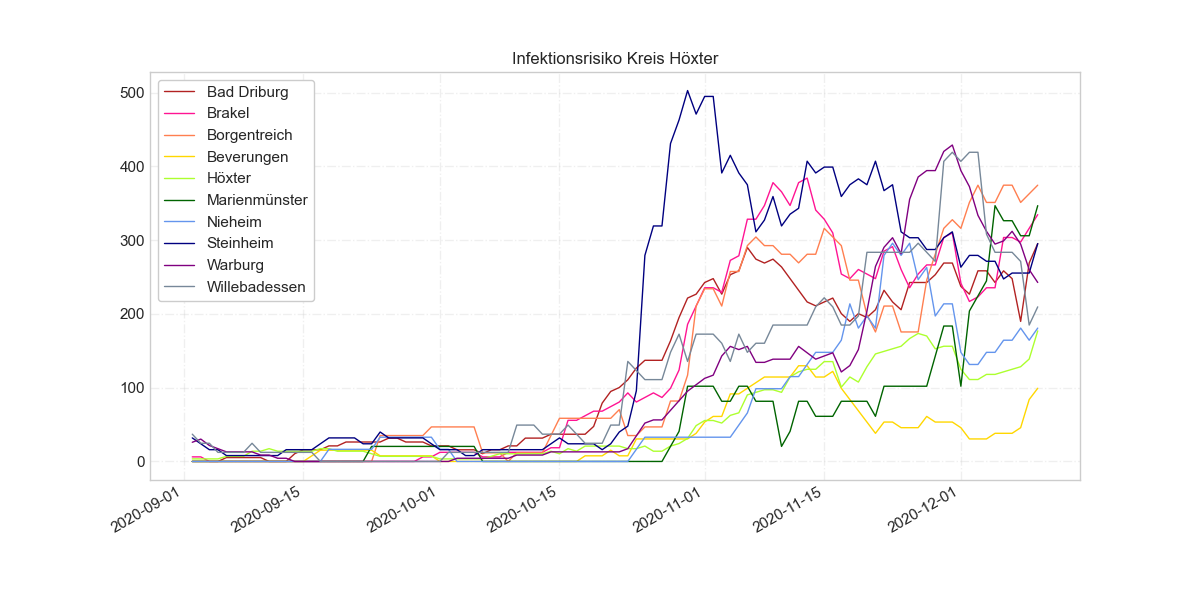 Infektionsrisiko Kreis Höxter
500
400
300
200
100
0
Bad Driburg
Brakel
Borgentreich
Beverungen
Höxter
Marienmünster
Nieheim
Steinheim
Warburg
Willebadessen
2020-09-01
2020-09-15
2020-10-01
2020-10-15
2020-11-01
2020-11-15
2020-12-01